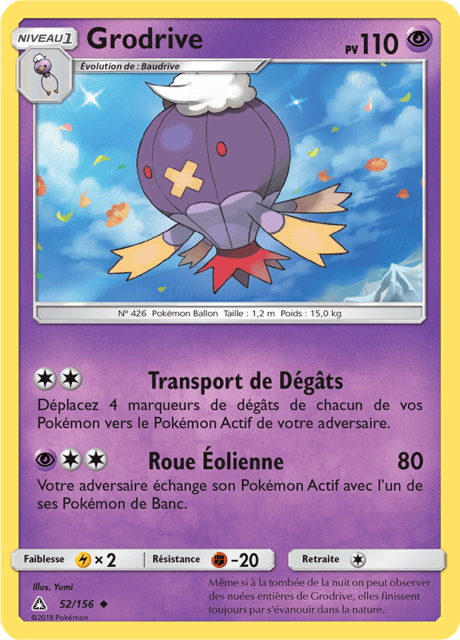 NIVEAU 1
Grodrive
PV 110
Évolution de : Baudrive
N° 426 Pokémon Ballon Taille : 1,2 m Poids : 15,0 kg
Transport de Dégâts
Déplacez 4 marqueurs de dégâts de chacun de vos
Pokémon vers le Pokémon Actif de votre adversaire.
Roue Éolienne 80
Votre adversaire échange son Pokémon Actif avec l'un de
ses Pokémon de Banc.
Faiblesse × 2 Résistance -20 Retraite
Illus. Yumi
52/156
©2018 Pokémon
Même si à la tombée de la nuit on peut observer
des nuées entières de Grodrive, elles finissent
toujours par s'évanouir dans la nature.